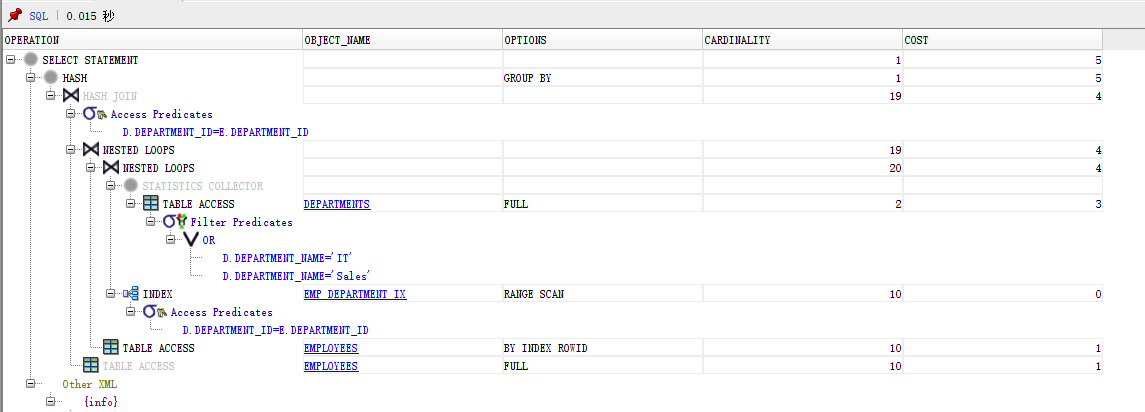 SQL | 0.015 秒
OPERATION OBJECT_NAME OPTIONS CARDINALITY COST
SELECT STATEMENT 1 5
HASH GROUP BY 1 5
HASH JOIN 19 4
Access Predicates
D.DEPARTMENT_ID=E.DEPARTMENT_ID
NESTED LOOPS 19 4
NESTED LOOPS 20 4
STATISTICS COLLECTOR
TABLE ACCESS DEPARTMENTS FULL 2 3
Filter Predicates
OR
D.DEPARTMENT_NAME='IT'
D.DEPARTMENT_NAME='Sales'
INDEX EMP_DEPARTMENT_IX RANGE SCAN 10 0
Access Predicates
D.DEPARTMENT_ID=E.DEPARTMENT_ID
TABLE ACCESS EMPLOYEES BY INDEX ROWID 10 1
TABLE ACCESS EMPLOYEES FULL 10 1
Other XML
{info}